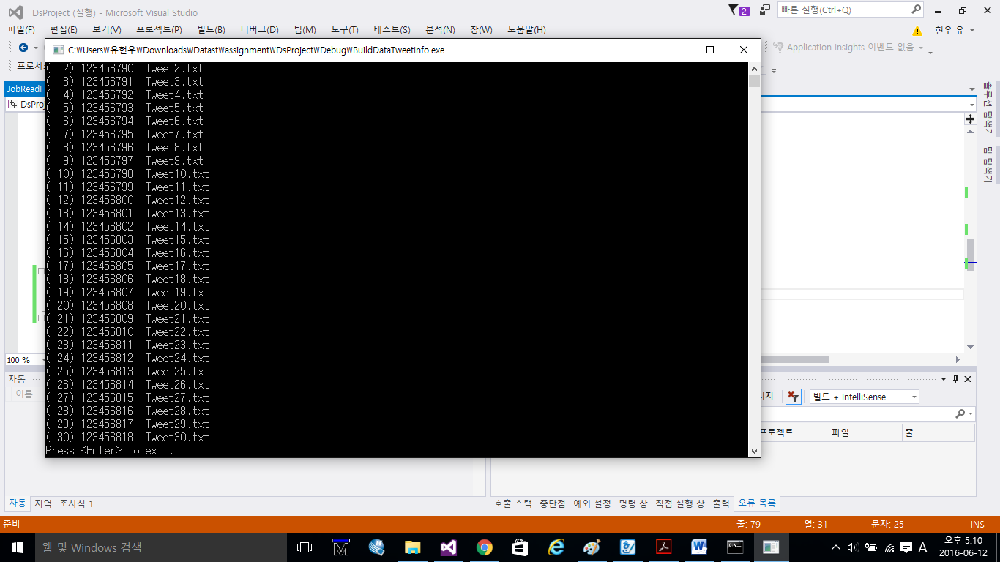 DsProject (실행) - Microsoft Visual Studio
2
빠른 실행(Ctrl+Q)
파일(F) 편집(E) 보기(V) 프로젝트(P) 빌드(B) 디버그(D) 팀(M) 도구(T) 테스트(S) 분석(N) 창(W) 도움말(H)
현우 유
C:₩Users₩유현우₩Downloads₩Datast₩assignment₩DsProject₩Debug₩BuildDataTweetInfo.exe
Application Insights 이벤트 없음
프로세
JobReadF
DsProj
( 2) 123456790 Tweet2.txt
( 3) 123456791 Tweet3.txt
( 4) 123456792 Tweet4.txt
( 5) 123456793 Tweet5.txt
( 6) 123456794 Tweet6.txt
( 7) 123456795 Tweet7.txt
( 8) 123456796 Tweet8.txt
( 9) 123456797 Tweet9.txt
( 10) 123456798 Tweet10.txt
( 11) 123456799 Tweet11.txt
( 12) 123456800 Tweet12.txt
( 13) 123456801 Tweet13.txt
( 14) 123456802 Tweet14.txt
( 15) 123456803 Tweet15.txt
( 16) 123456804 Tweet16.txt
( 17) 123456805 Tweet17.txt
( 18) 123456806 Tweet18.txt
( 19) 123456807 Tweet19.txt
( 20) 123456808 Tweet20.txt
( 21) 123456809 Tweet21.txt
( 22) 123456810 Tweet22.txt
( 23) 123456811 Tweet23.txt
( 24) 123456812 Tweet24.txt
( 25) 123456813 Tweet25.txt
( 26) 123456814 Tweet26.txt
( 27) 123456815 Tweet27.txt
( 28) 123456816 Tweet28.txt
( 29) 123456817 Tweet29.txt
( 30) 123456818 Tweet30.txt
Press <Enter> to exit.
솔루션 탐색기
팀 탐색기
100 %
자동
이름
빌드 + IntelliSense
프로젝트 파일 줄
자동 지역 조사식 1
호출 스택 중단점 예외 설정 명령 창 직접 실행 창 출력 오류 목록
준비
줄: 79 열: 31 문자: 25 INS
웹 및 Windows 검색
A
오후 5:10
2016-06-12